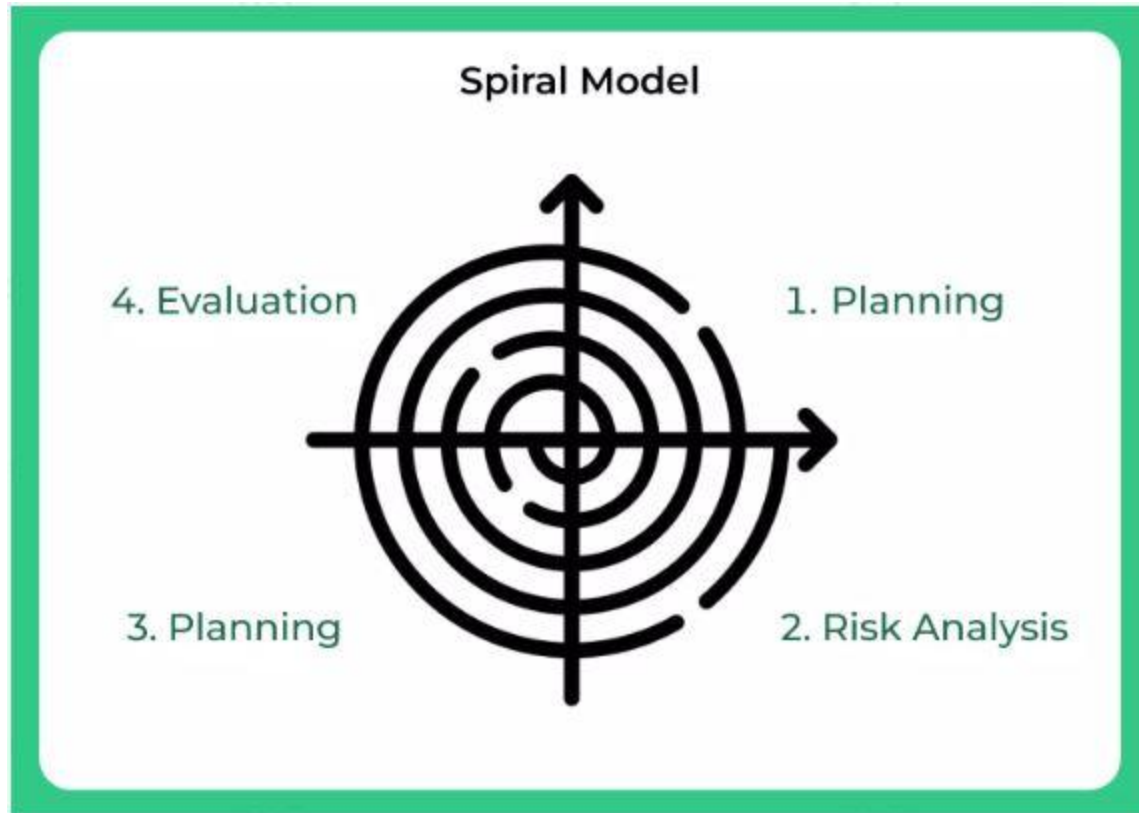 Spiral Model
4. Evaluation
1. Planning
3. Planning
2. Risk Analysis